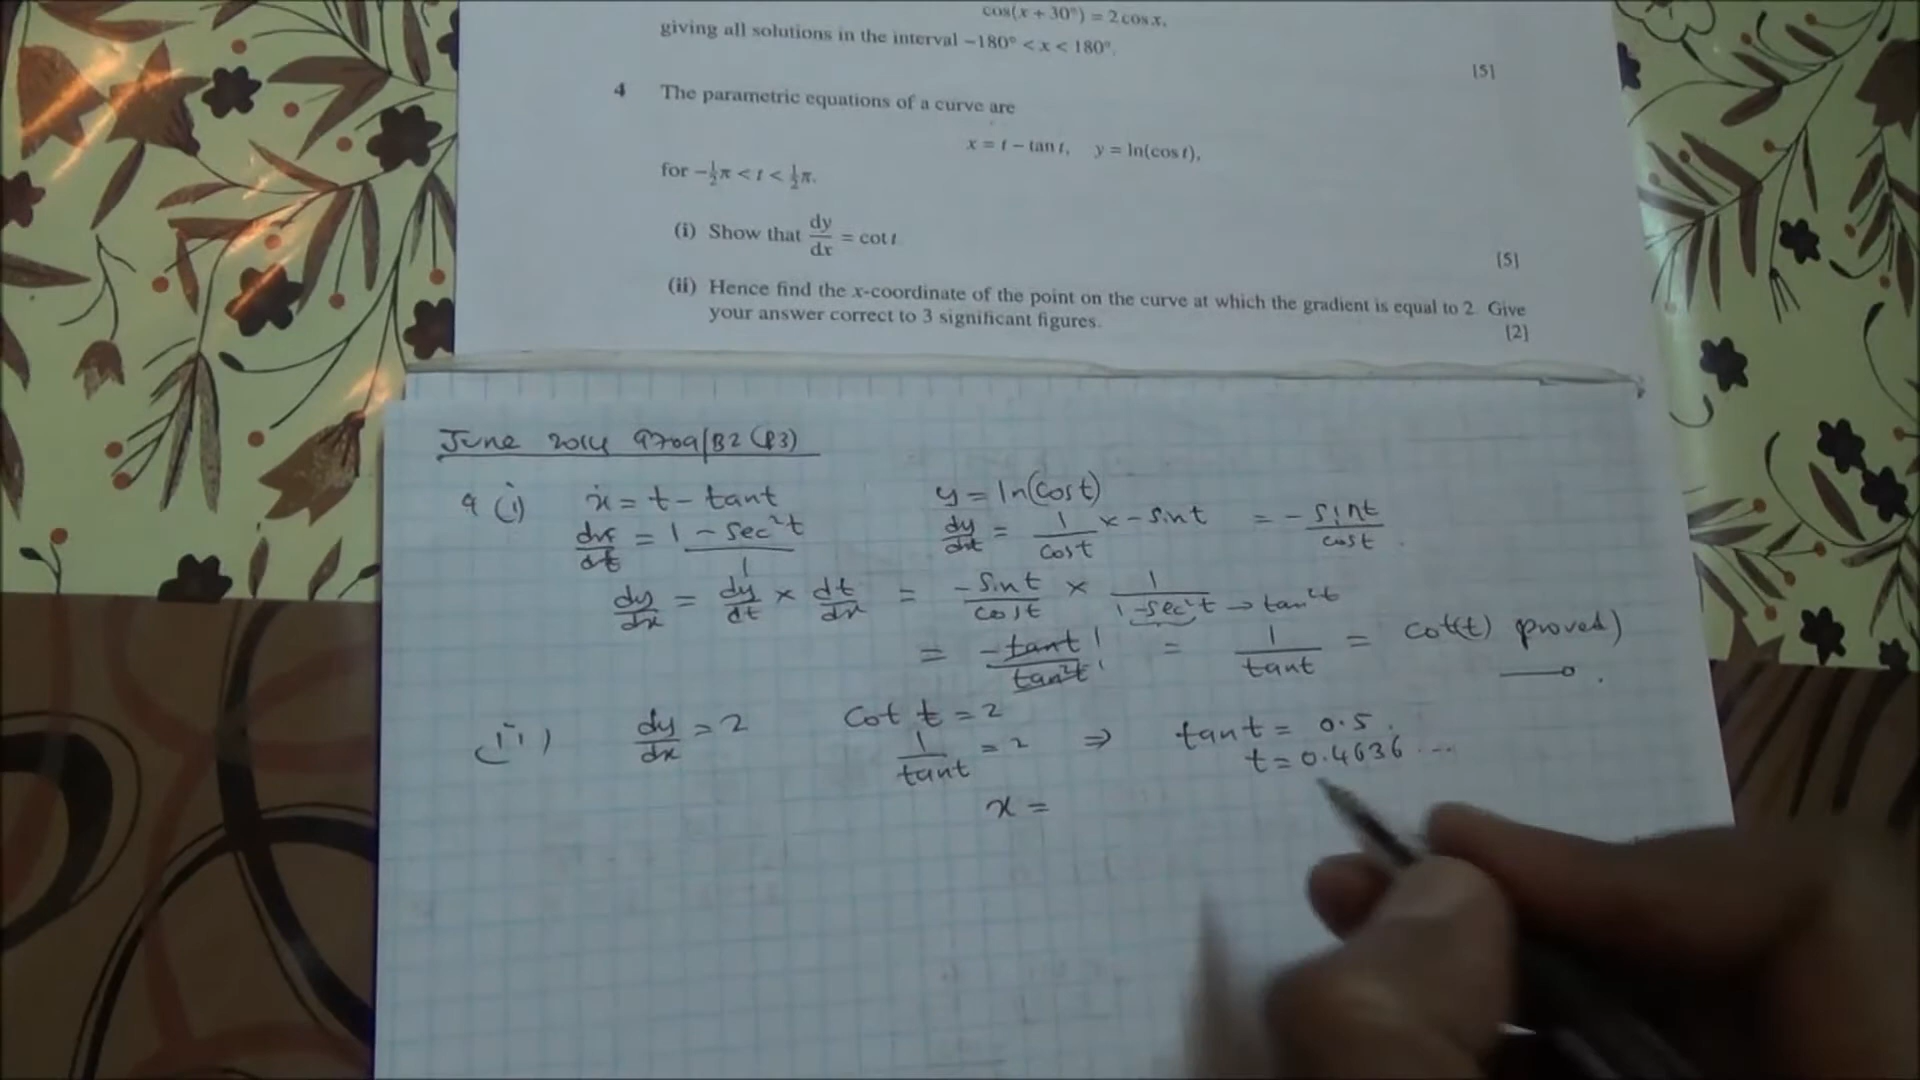 cos(x + 30°) = 2 cos x,
giving all solutions in the interval −180° < x < 180°.
[5]
4 The parametric equations of a curve are
x = t − tan t, y = ln(cos t),
for −½π < t < ½π.
(i) Show that dy/dx = cot t
[5]
(ii) Hence find the x-coordinate of the point on the curve at which the gradient is equal to 2. Give
your answer correct to 3 significant figures.
[2]
June 2014 9709/32 (P3)
4 (i) x = t − tant y = ln(cost)
dx/dt = 1 − sec²t dy/dt = 1/cost × −sint = − sint/cost
dy/dx = dy/dt × dt/dx = −sint/cost × 1/(1−sec²t) → tan²t
= −tant/tan²t = 1/tant = cot(t) proved)
(ii) dy/dx = 2 Cot t = 2 ⇒ tant = 0.5.
1/tant = 2 t = 0.4636 ...
x =